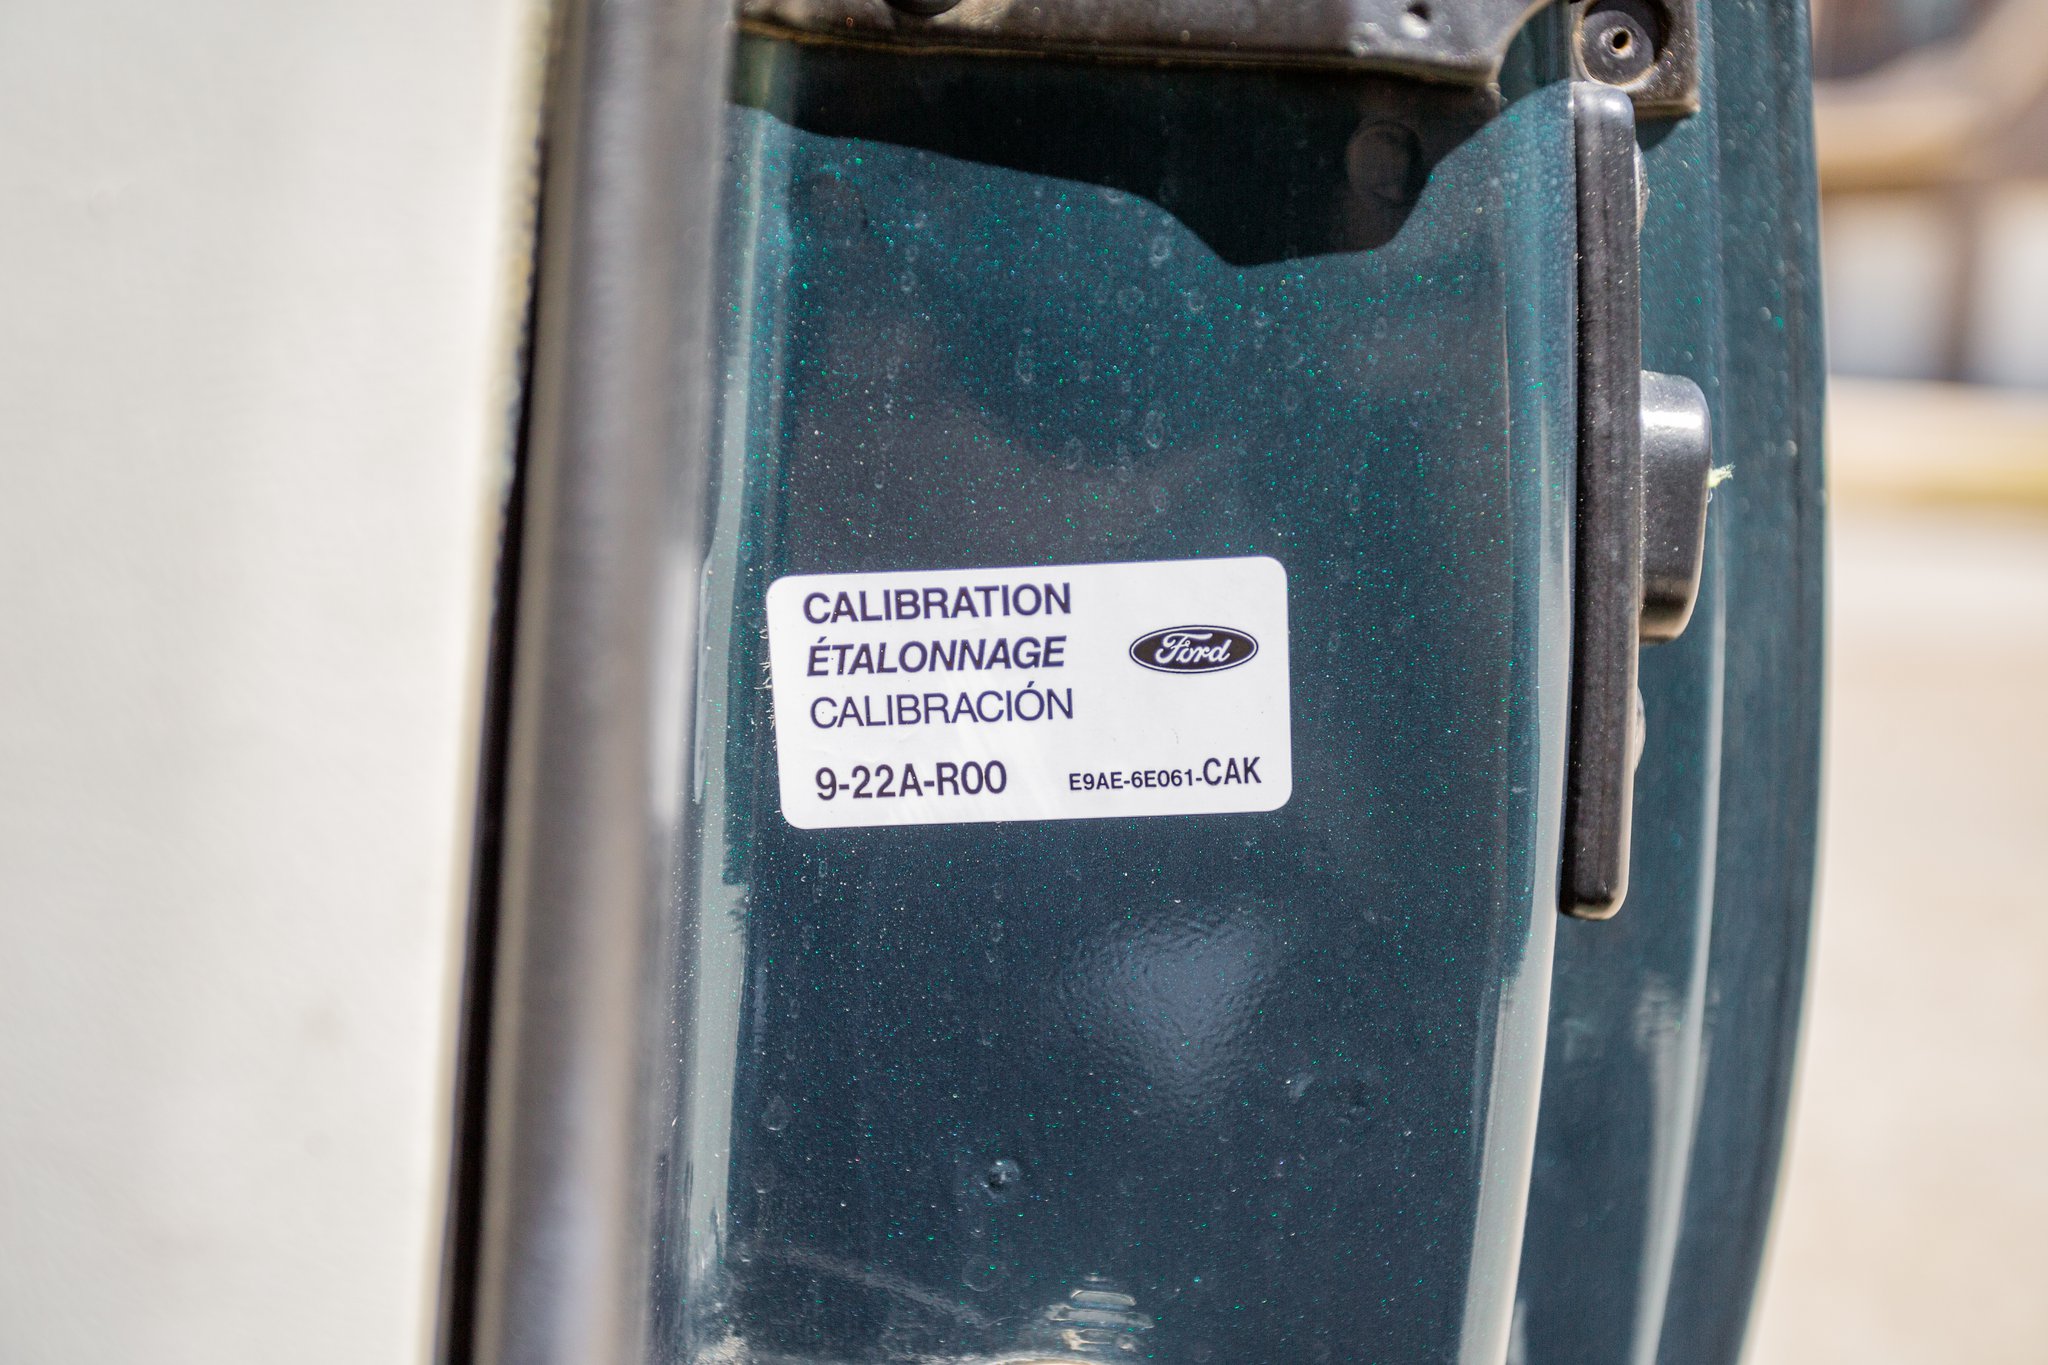 CALIBRATION
ÉTALONNAGE
CALIBRACIÓN
Ford
9-22A-R00 E9AE-6E061-CAK